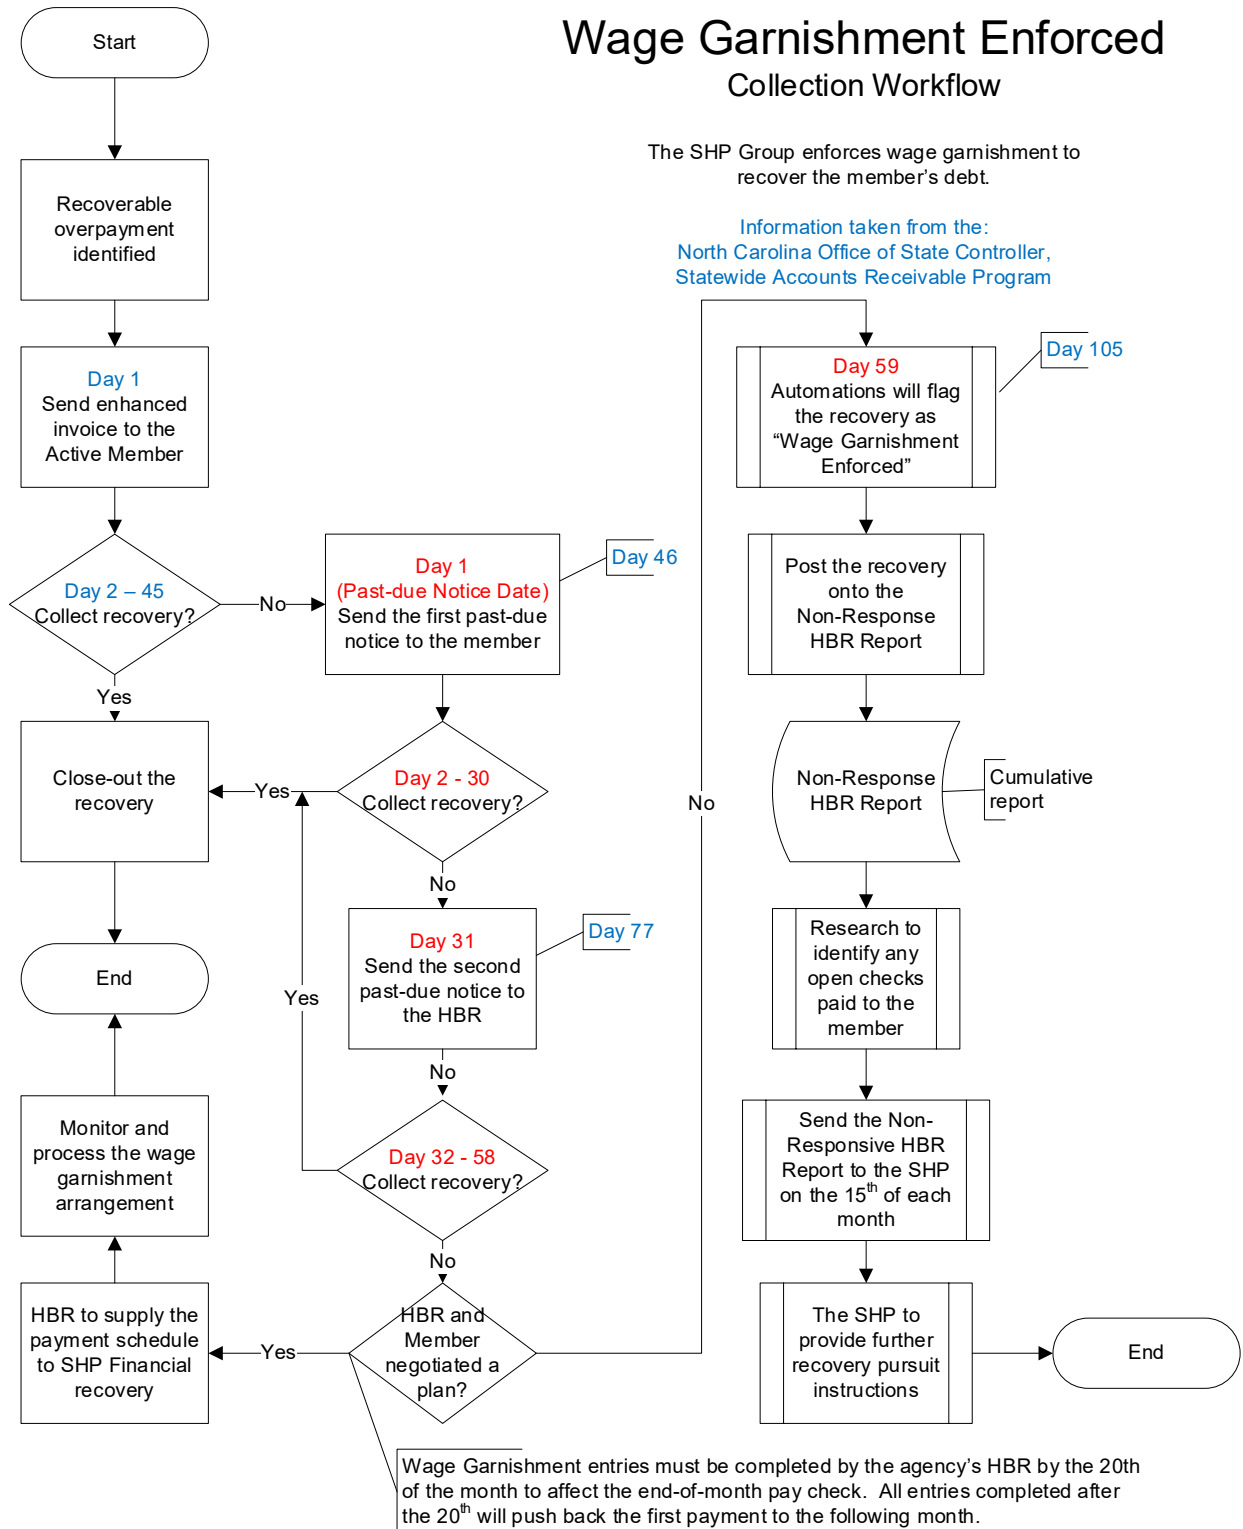 Wage Garnishment Enforced
Collection Workflow
The SHP Group enforces wage garnishment to
recover the member's debt.
Information taken from the:
North Carolina Office of State Controller,
Statewide Accounts Receivable Program
Start
Recoverable
overpayment
identified
Day 1
Send enhanced
invoice to the
Active Member
Day 2 – 45
Collect recovery?
No
Yes
Close-out the
recovery
End
Day 1
(Past-due Notice Date)
Send the first past-due
notice to the member
Day 46
Day 2 - 30
Collect recovery?
Yes
No
Day 31
Send the second
past-due notice to
the HBR
Day 77
No
Day 32 - 58
Collect recovery?
Yes
No
HBR and
Member
negotiated a
plan?
Yes
HBR to supply the
payment schedule
to SHP Financial
recovery
Monitor and
process the wage
garnishment
arrangement
Wage Garnishment entries must be completed by the agency's HBR by the 20th
of the month to affect the end-of-month pay check.  All entries completed after
the 20th will push back the first payment to the following month.
No
Day 59
Automations will flag
the recovery as
“Wage Garnishment
Enforced”
Day 105
Post the recovery
onto the
Non-Response
HBR Report
Non-Response
HBR Report
Cumulative
report
Research to
identify any
open checks
paid to the
member
Send the Non-
Responsive HBR
Report to the SHP
on the 15th of each
month
The SHP to
provide further
recovery pursuit
instructions
End